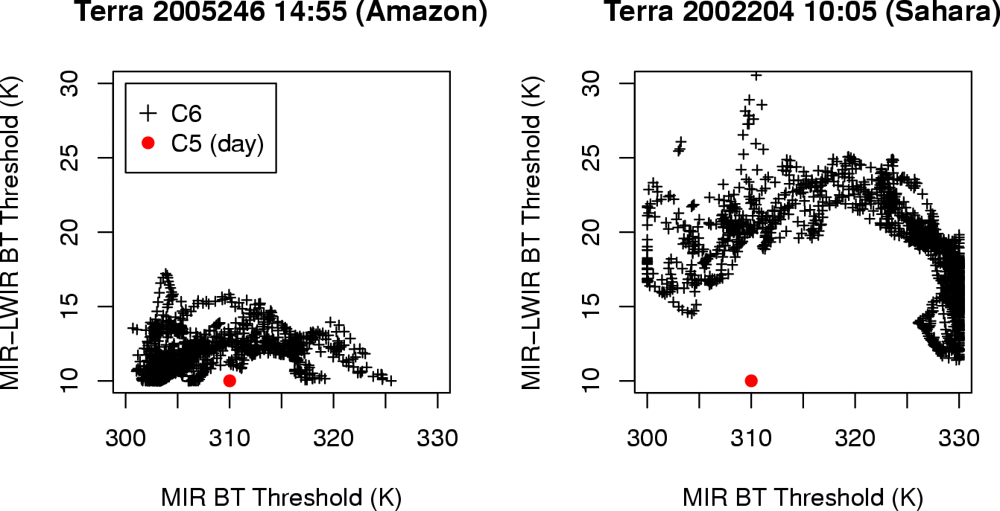 Terra 2005246 14:55 (Amazon)
MIR−LWIR BT Threshold (K)
30
25
20
15
10
C6
C5 (day)
300
310
320
330
MIR BT Threshold (K)
Terra 2002204 10:05 (Sahara)
MIR−LWIR BT Threshold (K)
30
25
20
15
10
300
310
320
330
MIR BT Threshold (K)